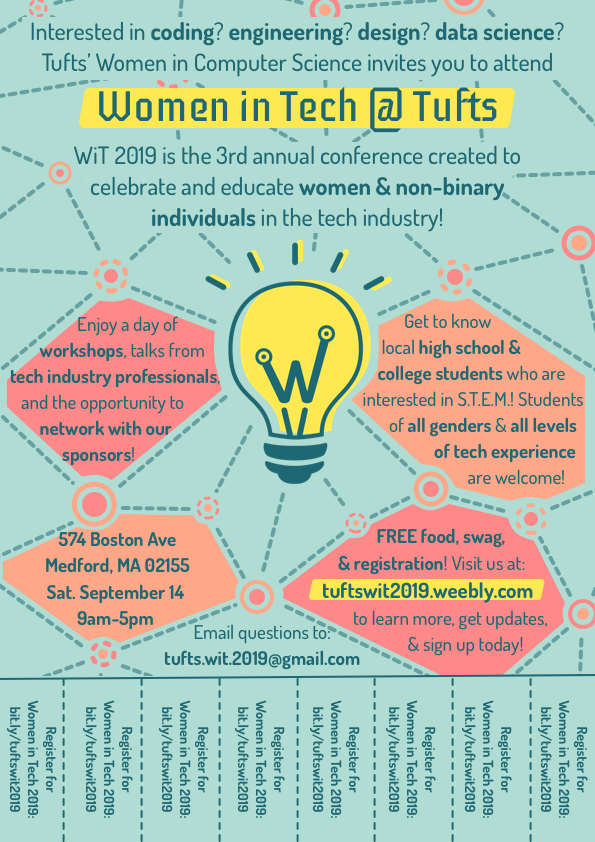 Interested in coding? engineering? design? data science?
Tufts' Women in Computer Science invites you to attend
Women in Tech @ Tufts
WiT 2019 is the 3rd annual conference created to
celebrate and educate women & non-binary
individuals in the tech industry!
Enjoy a day of
workshops, talks from
tech industry professionals,
and the opportunity to
network with our
sponsors!
W
Get to know
local high school &
college students who are
interested in S.T.E.M.! Students
of all genders & all levels
of tech experience
are welcome!
574 Boston Ave
Medford, MA 02155
Sat. September 14
9am-5pm
FREE food, swag,
& registration! Visit us at:
tuftswit2019.weebly.com
to learn more, get updates,
& sign up today!
Email questions to:
tufts.wit.2019@gmail.com
Register for
Women in Tech 2019:
bit.ly/tuftswit2019
Register for
Women in Tech 2019:
bit.ly/tuftswit2019
Register for
Women in Tech 2019:
bit.ly/tuftswit2019
Register for
Women in Tech 2019:
bit.ly/tuftswit2019
Register for
Women in Tech 2019:
bit.ly/tuftswit2019
Register for
Women in Tech 2019:
bit.ly/tuftswit2019
Register for
Women in Tech 2019:
bit.ly/tuftswit2019
Register for
Women in Tech 2019:
bit.ly/tuftswit2019